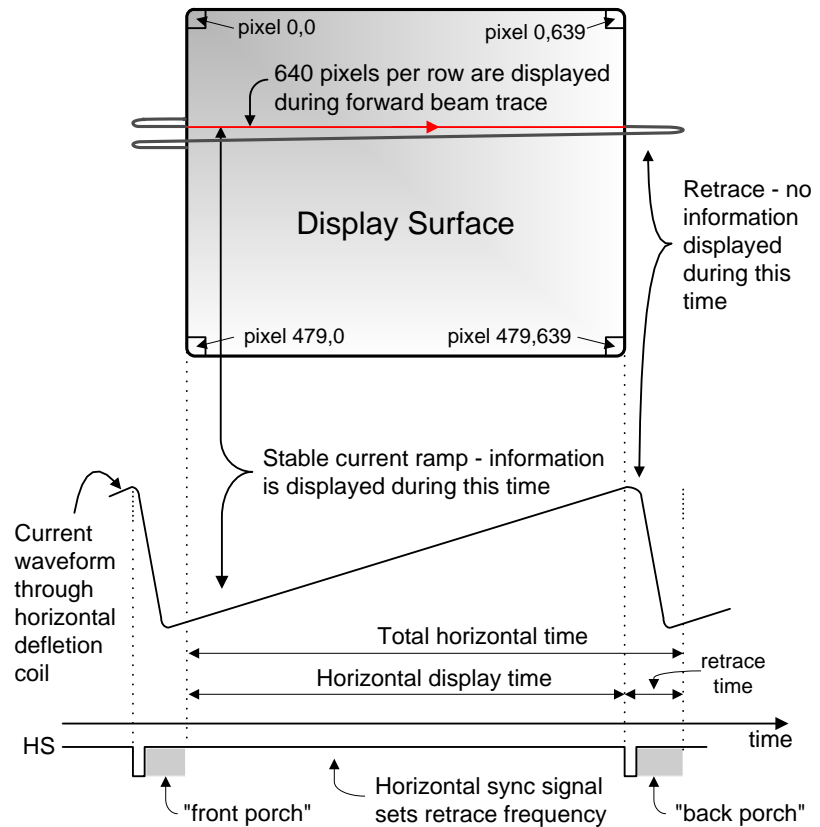 pixel 0,0
pixel 0,639
640 pixels per row are displayed
during forward beam trace
Retrace - no
information
displayed
during this
time
Display Surface
pixel 479,0
pixel 479,639
Stable current ramp - information
is displayed during this time
Current
waveform
through
horizontal
defletion
coil
Total horizontal time
Horizontal display time
retrace
time
time
HS
"front porch"
Horizontal sync signal
sets retrace frequency
"back porch"